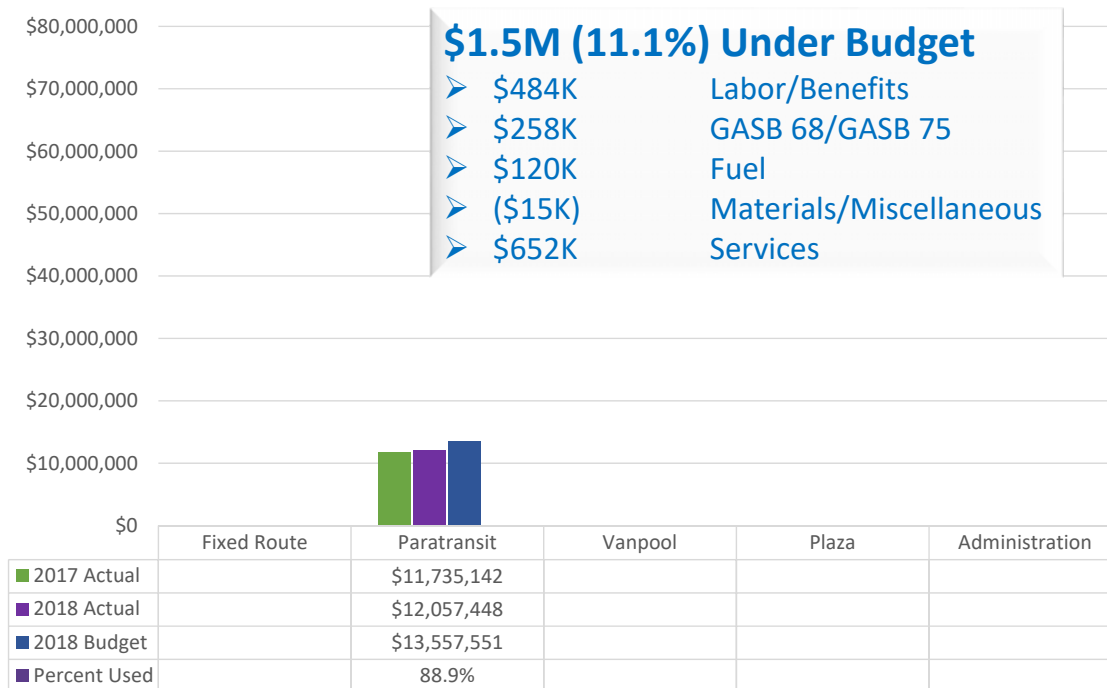 $80,000,000
$70,000,000
$60,000,000
$50,000,000
$40,000,000
$30,000,000
$20,000,000
$10,000,000
$0
$1.5M (11.1%) Under Budget
➢ $484K Labor/Benefits
➢ $258K GASB 68/GASB 75
➢ $120K Fuel
➢ ($15K) Materials/Miscellaneous
➢ $652K Services
Fixed Route Paratransit Vanpool Plaza Administration
2017 Actual $11,735,142
2018 Actual $12,057,448
2018 Budget $13,557,551
Percent Used 88.9%